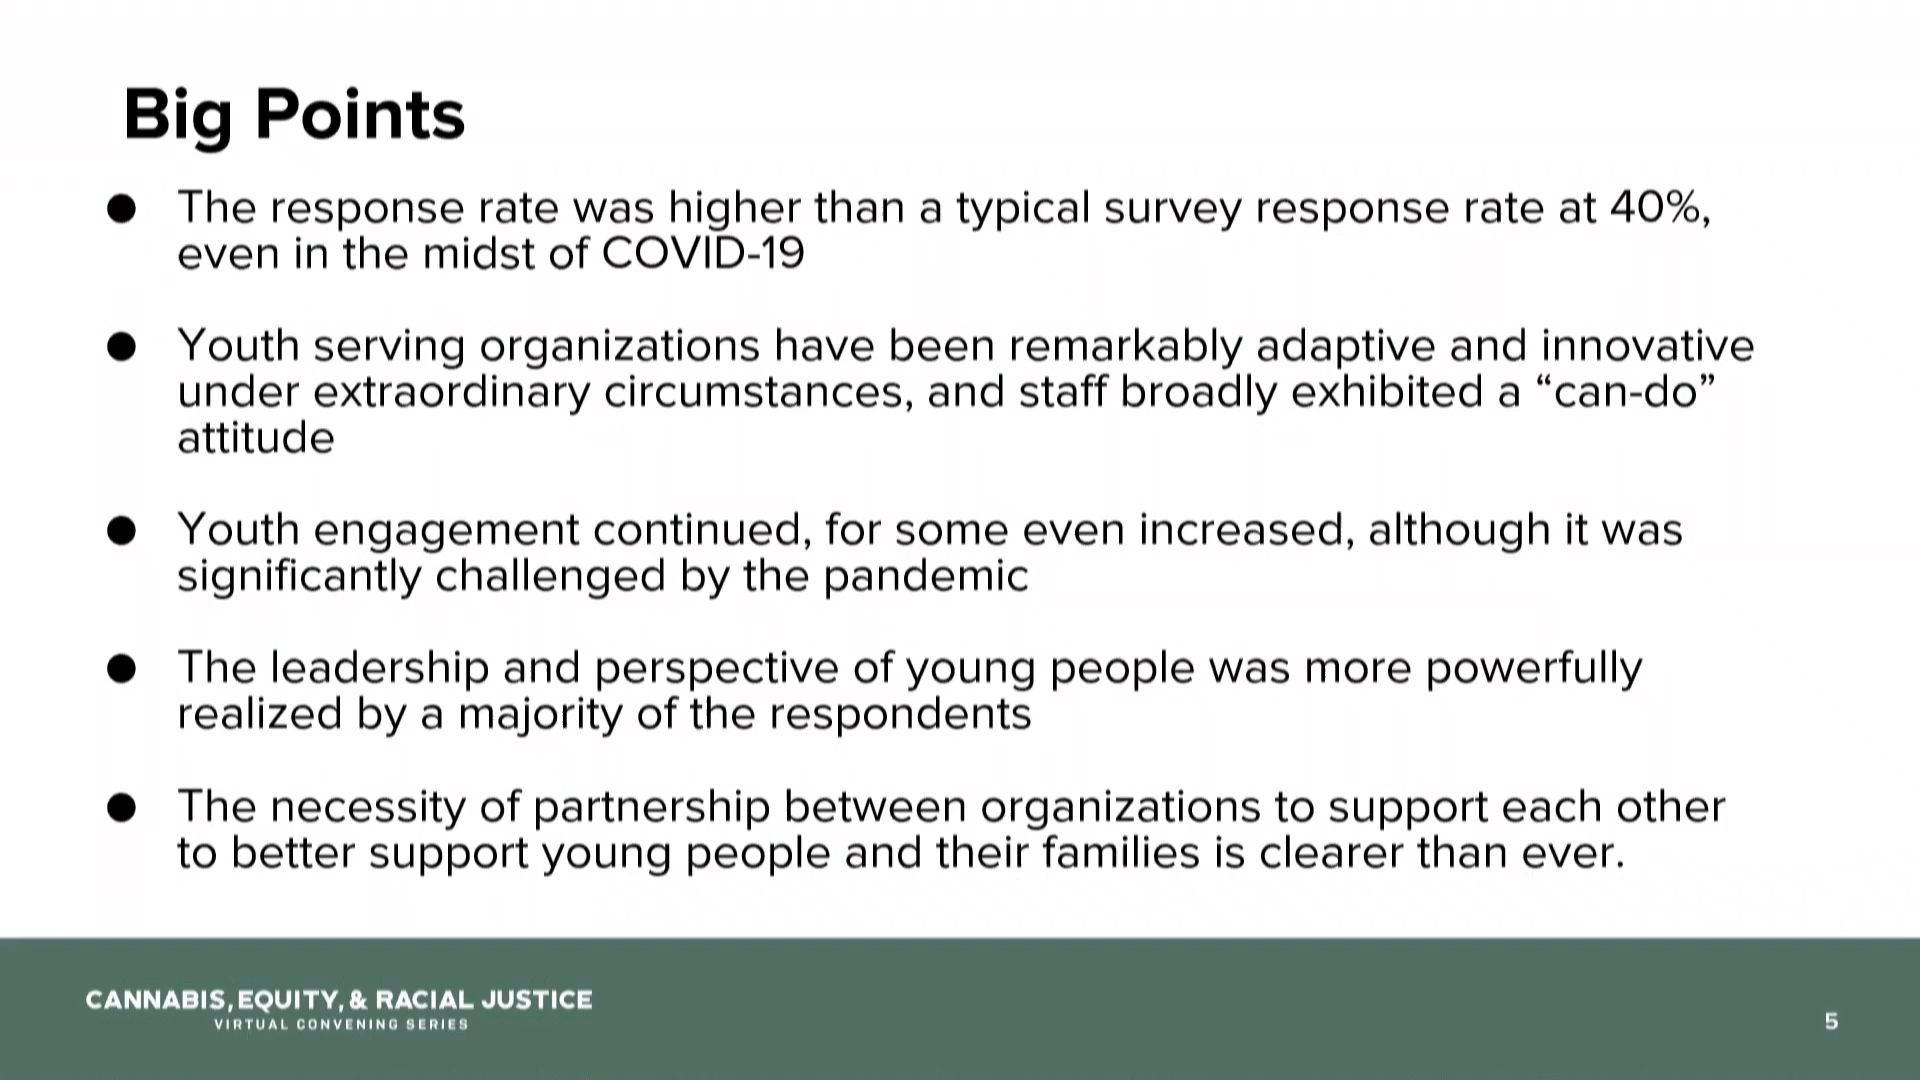 Big Points
● The response rate was higher than a typical survey response rate at 40%,
even in the midst of COVID-19
● Youth serving organizations have been remarkably adaptive and innovative
under extraordinary circumstances, and staff broadly exhibited a “can-do”
attitude
● Youth engagement continued, for some even increased, although it was
significantly challenged by the pandemic
● The leadership and perspective of young people was more powerfully
realized by a majority of the respondents
● The necessity of partnership between organizations to support each other
to better support young people and their families is clearer than ever.
CANNABIS, EQUITY, & RACIAL JUSTICE
VIRTUAL CONVENING SERIES
5